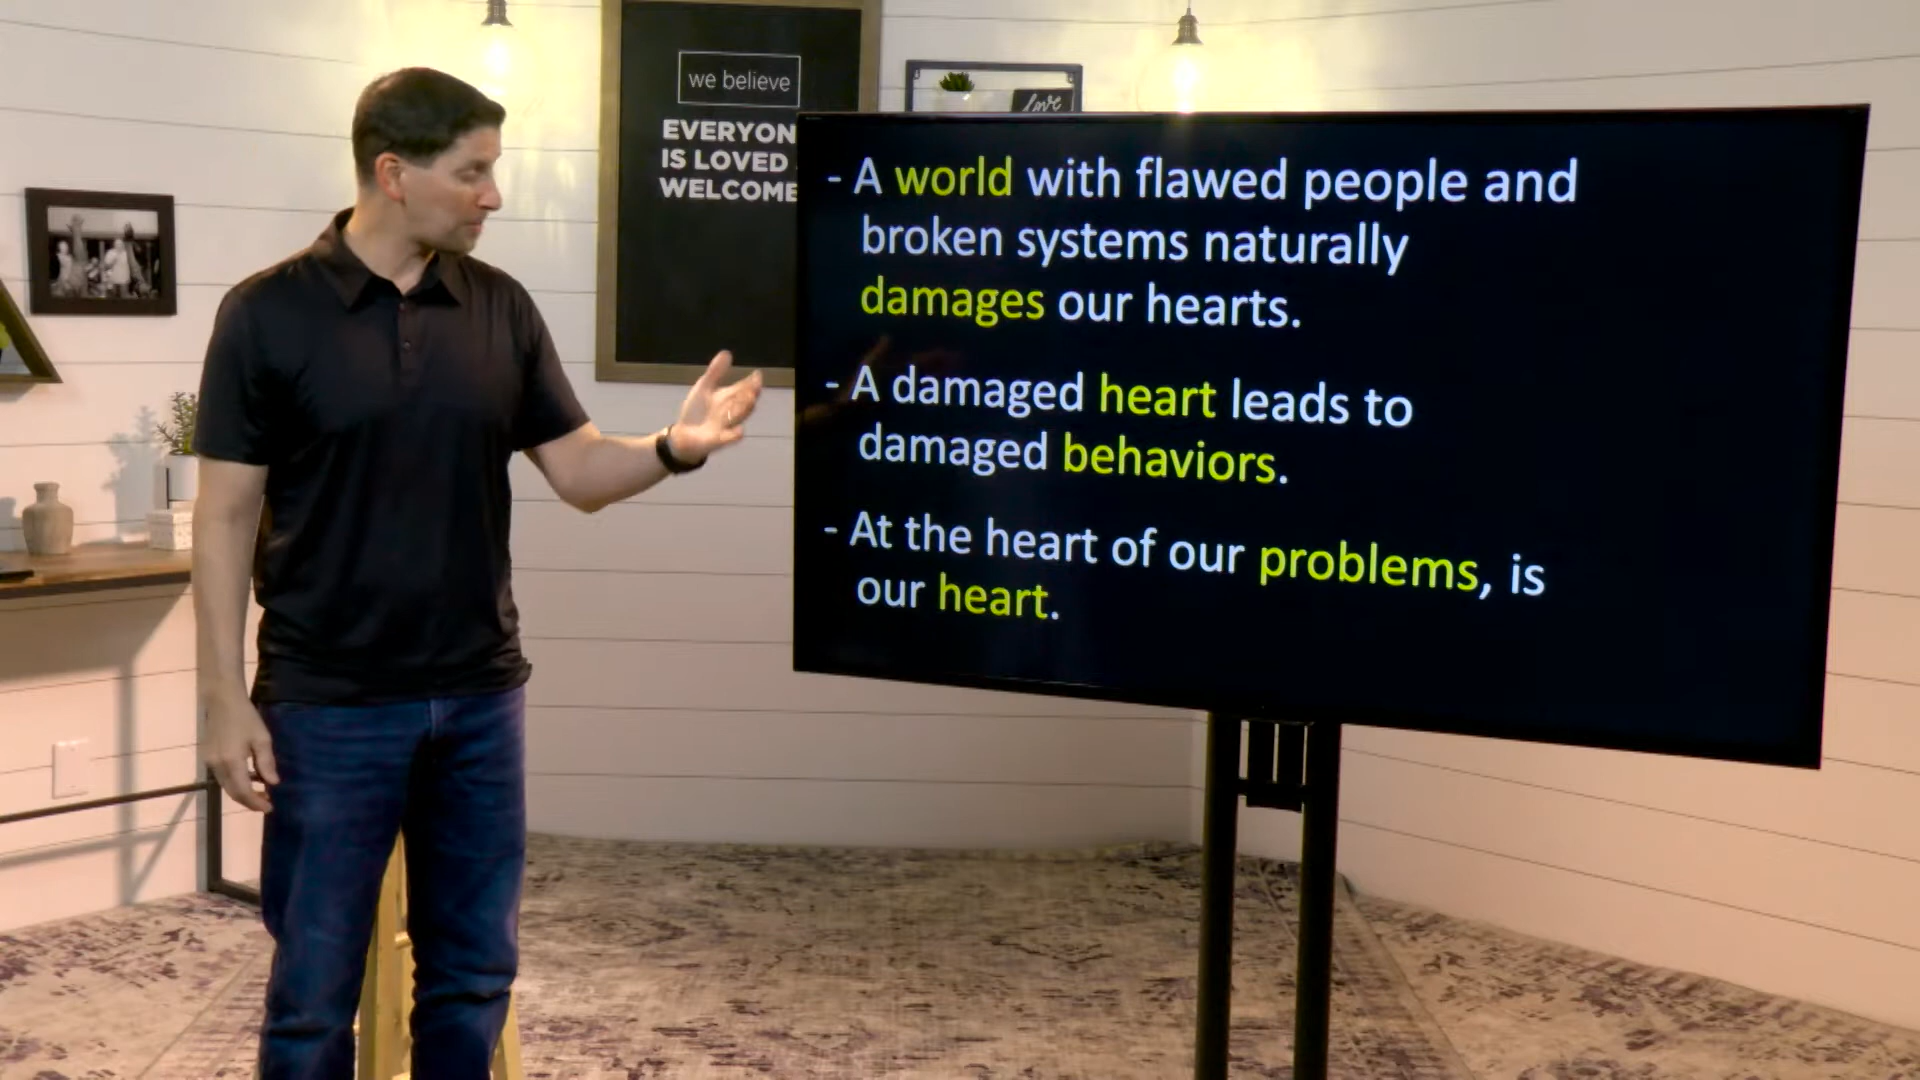 we believe
EVERYON
IS LOVED
WELCOME
love
- A world with flawed people and
broken systems naturally
damages our hearts.
- A damaged heart leads to
damaged behaviors.
- At the heart of our problems, is
our heart.